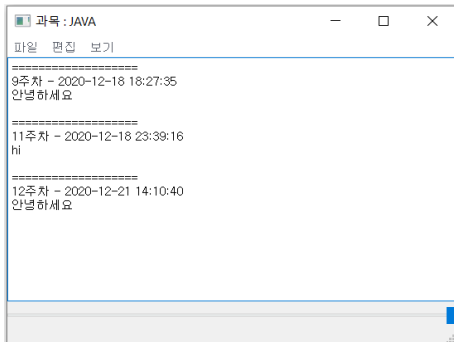 과목 : JAVA
파일 편집 보기
===================
9주차 - 2020-12-18 18:27:35
안녕하세요
===================
11주차 - 2020-12-18 23:39:16
hi
===================
12주차 - 2020-12-21 14:10:40
안녕하세요